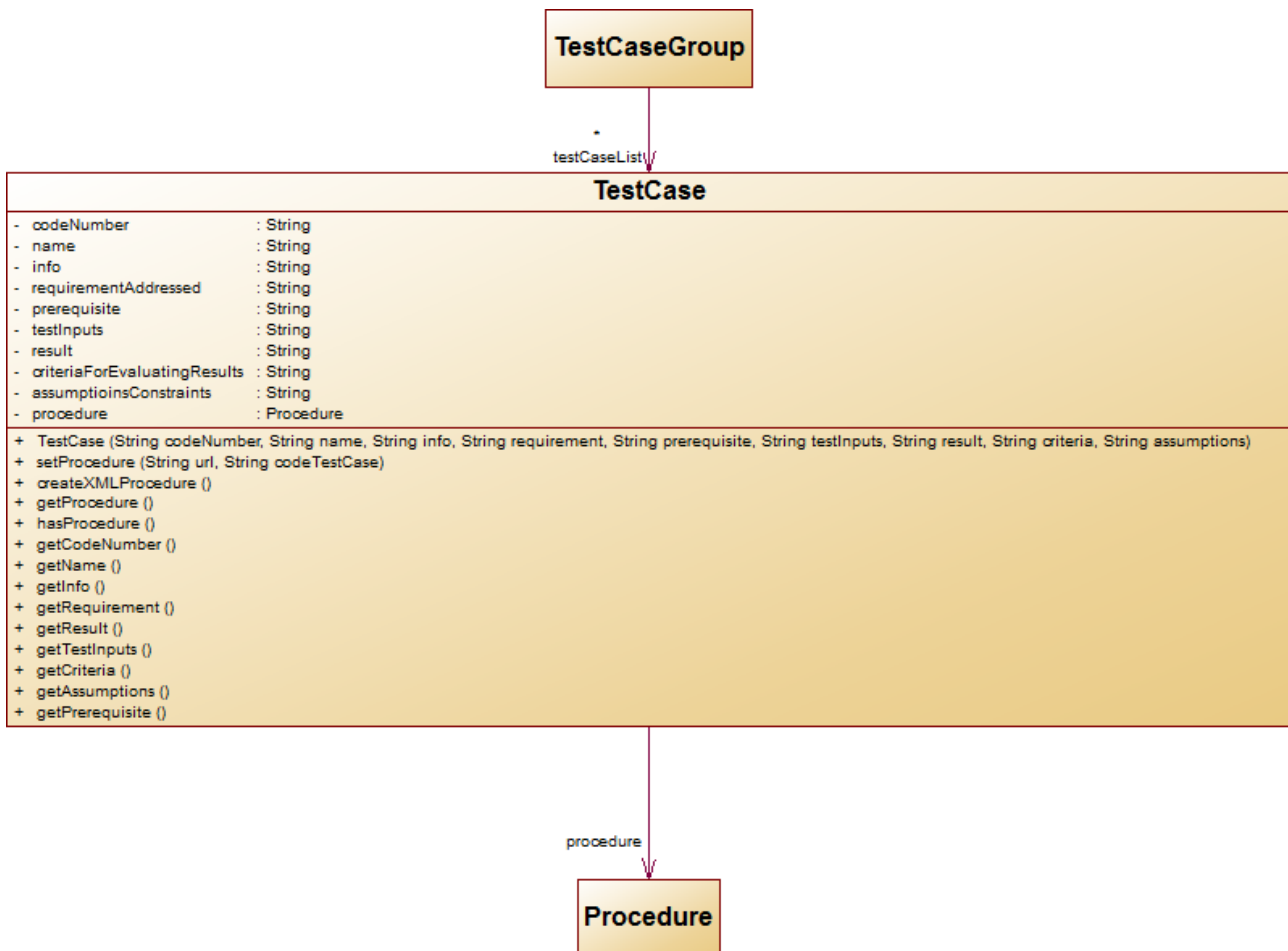 TestCaseGroup
*
testCaseList
TestCase
- codeNumber : String
- name : String
- info : String
- requirementAddressed : String
- prerequisite : String
- testInputs : String
- result : String
- criteriaForEvaluatingResults : String
- assumptioinsConstraints : String
- procedure : Procedure
+ TestCase (String codeNumber, String name, String info, String requirement, String prerequisite, String testInputs, String result, String criteria, String assumptions)
+ setProcedure (String url, String codeTestCase)
+ createXMLProcedure ()
+ getProcedure ()
+ hasProcedure ()
+ getCodeNumber ()
+ getName ()
+ getInfo ()
+ getRequirement ()
+ getResult ()
+ getTestInputs ()
+ getCriteria ()
+ getAssumptions ()
+ getPrerequisite ()
procedure
Procedure